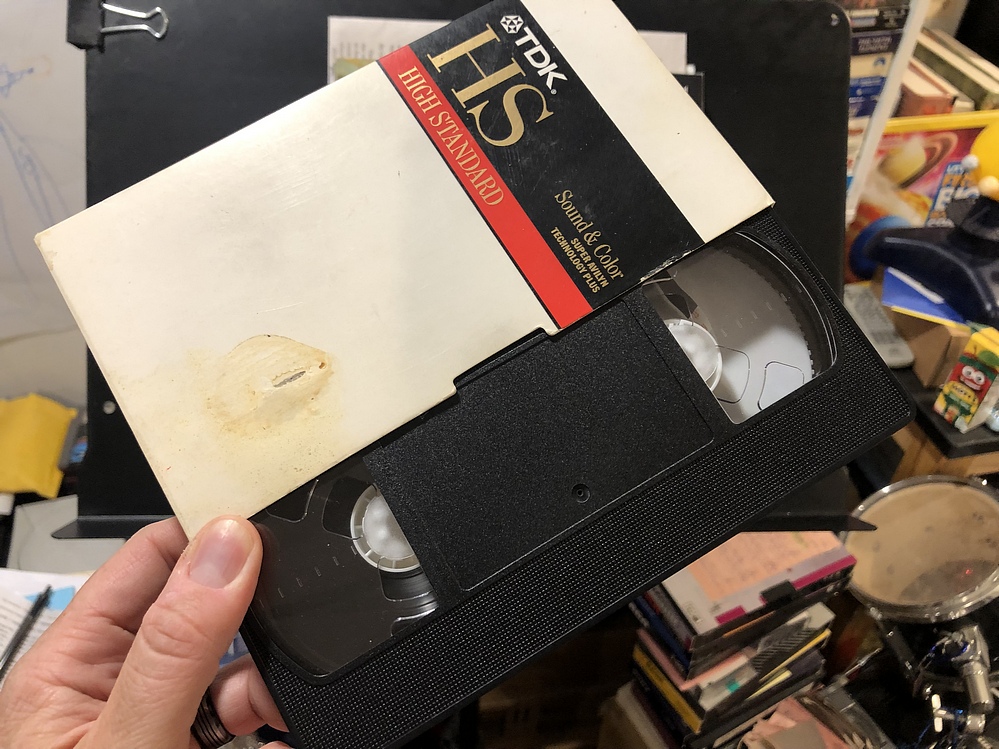 TDK®
HS
HIGH STANDARD
Sound & Color
SUPER AVILYN
TECHNOLOGY PLUS